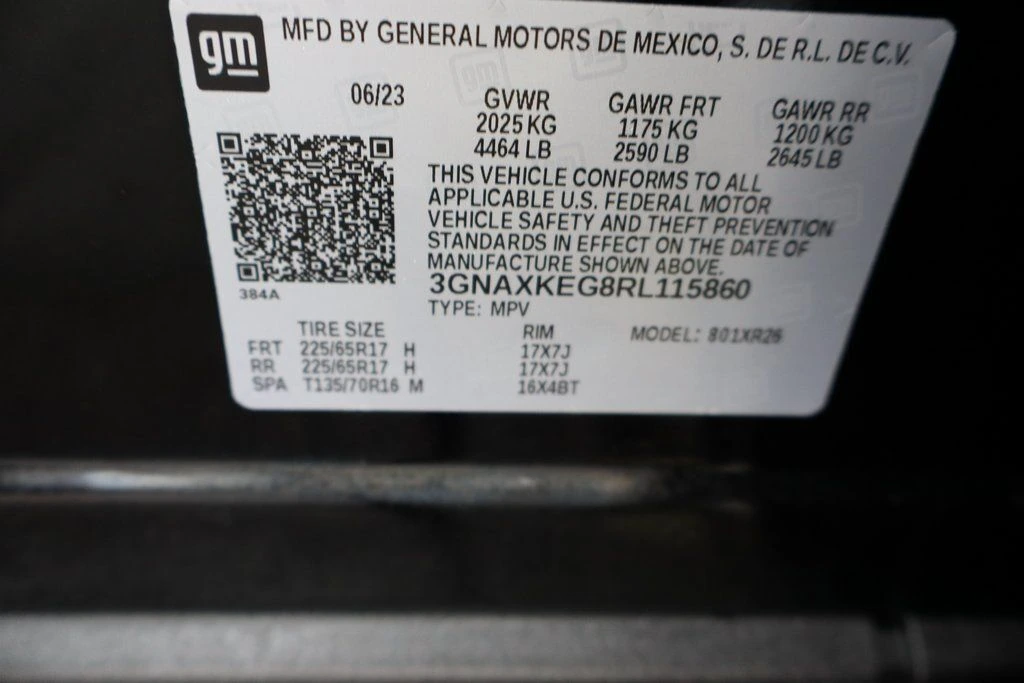 gm
MFD BY GENERAL MOTORS DE MEXICO, S. DE R.L. DE C.V.
06/23
GVWR GAWR FRT GAWR RR
2025 KG 1175 KG 1200 KG
4464 LB 2590 LB 2645 LB
THIS VEHICLE CONFORMS TO ALL
APPLICABLE U.S. FEDERAL MOTOR
VEHICLE SAFETY AND THEFT PREVENTION
STANDARDS IN EFFECT ON THE DATE OF
MANUFACTURE SHOWN ABOVE.
3GNAXKEG8RL115860
384A
TYPE: MPV
TIRE SIZE RIM MODEL: 801XR26
FRT 225/65R17 H 17X7J
RR 225/65R17 H 17X7J
SPA T135/70R16 M 16X4BT